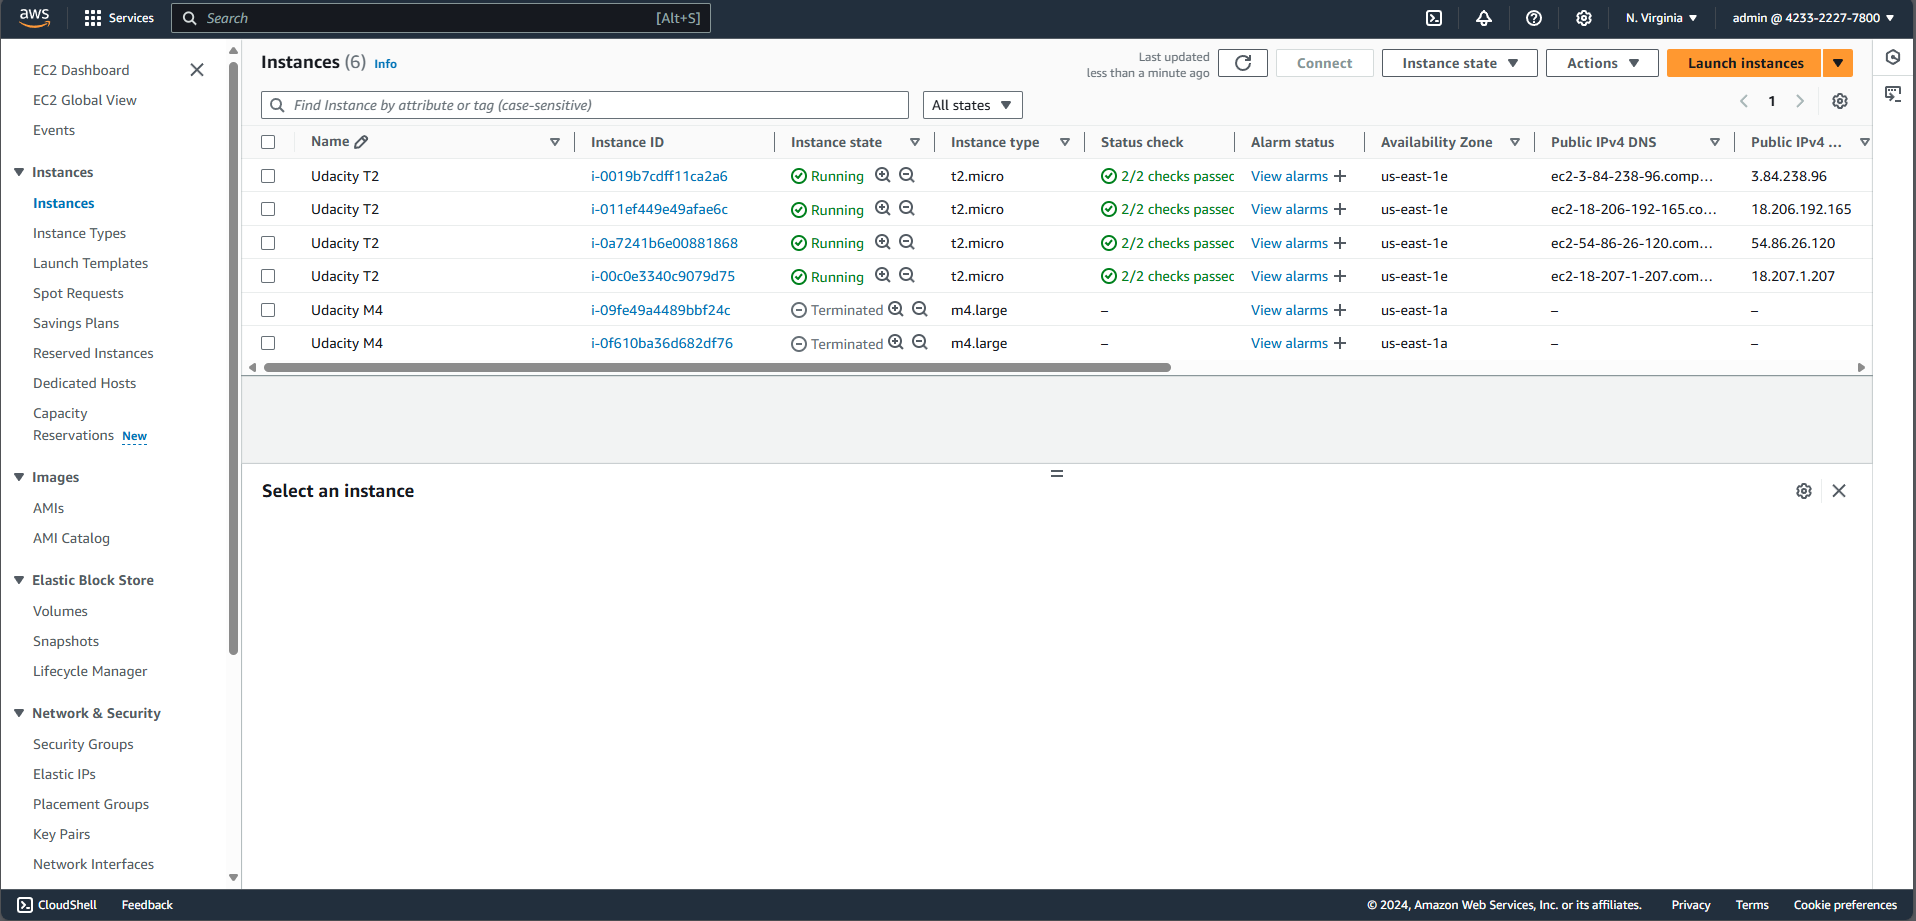 aws Services Search [Alt+S] N. Virginia admin @ 4233-2227-7800
EC2 Dashboard
EC2 Global View
Events
Instances
Instances
Instance Types
Launch Templates
Spot Requests
Savings Plans
Reserved Instances
Dedicated Hosts
Capacity
Reservations New
Images
AMIs
AMI Catalog
Elastic Block Store
Volumes
Snapshots
Lifecycle Manager
Network & Security
Security Groups
Elastic IPs
Placement Groups
Key Pairs
Network Interfaces
Instances (6) Info
Last updated
less than a minute ago
Connect Instance state Actions Launch instances
Find Instance by attribute or tag (case-sensitive) All states 1
Name Instance ID Instance state Instance type Status check Alarm status Availability Zone Public IPv4 DNS Public IPv4 ...
Udacity T2 i-0019b7cdff11ca2a6 Running t2.micro 2/2 checks passec View alarms + us-east-1e ec2-3-84-238-96.comp... 3.84.238.96
Udacity T2 i-011ef449e49afae6c Running t2.micro 2/2 checks passec View alarms + us-east-1e ec2-18-206-192-165.co... 18.206.192.165
Udacity T2 i-0a7241b6e00881868 Running t2.micro 2/2 checks passec View alarms + us-east-1e ec2-54-86-26-120.com... 54.86.26.120
Udacity T2 i-00c0e3340c9079d75 Running t2.micro 2/2 checks passec View alarms + us-east-1e ec2-18-207-1-207.com... 18.207.1.207
Udacity M4 i-09fe49a4489bbf24c Terminated m4.large – View alarms + us-east-1a – –
Udacity M4 i-0f610ba36d682df76 Terminated m4.large – View alarms + us-east-1a – –
Select an instance
CloudShell Feedback © 2024, Amazon Web Services, Inc. or its affiliates. Privacy Terms Cookie preferences